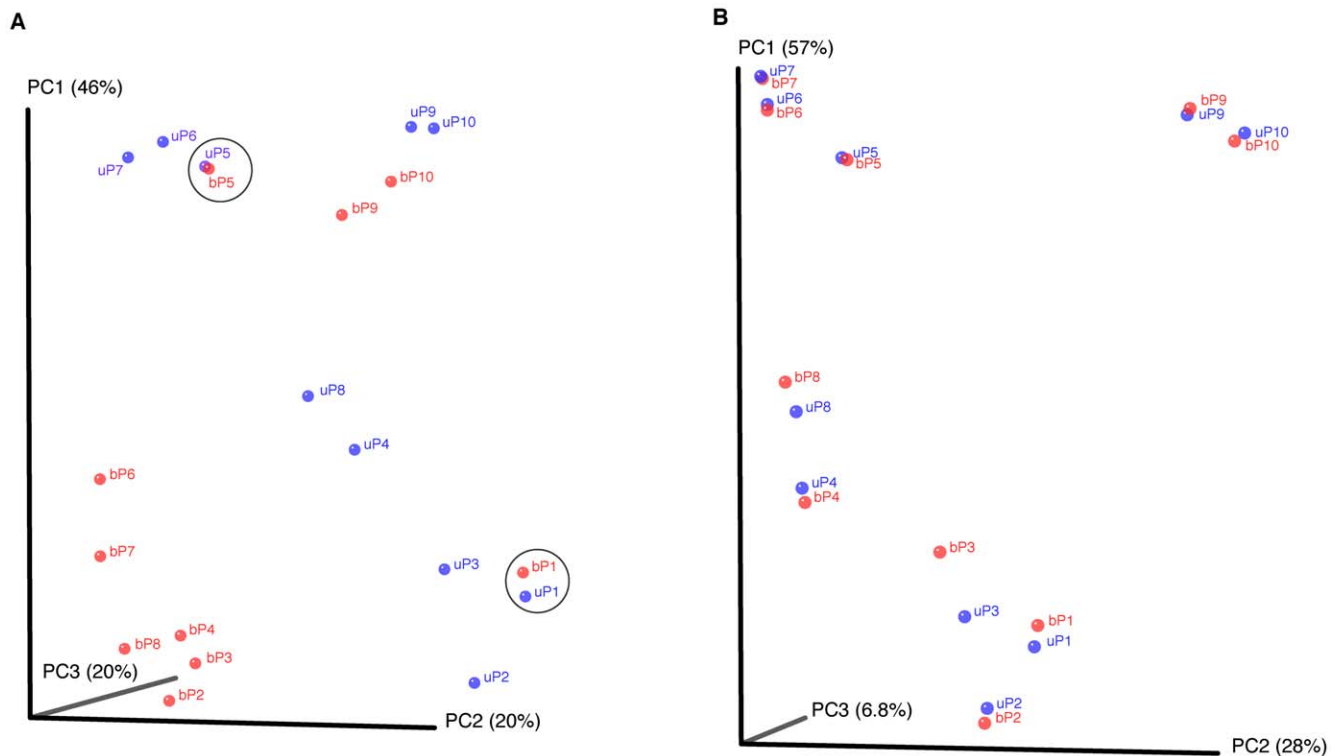 A
PC1 (46%)
uP9
uP10
uP6
uP7
uP5
bP5
bP10
bP9
uP8
uP4
bP6
bP7
uP3
bP1
uP1
bP4
bP8
bP3
PC3 (20%)
uP2
bP2
PC2 (20%)
B
PC1 (57%)
uP7
bP7
uP6
bP6
bP9
uP9
uP10
bP10
uP5
bP5
bP8
uP8
uP4
bP4
bP3
uP3
bP1
uP1
PC3 (6.8%)
uP2
bP2
PC2 (28%)